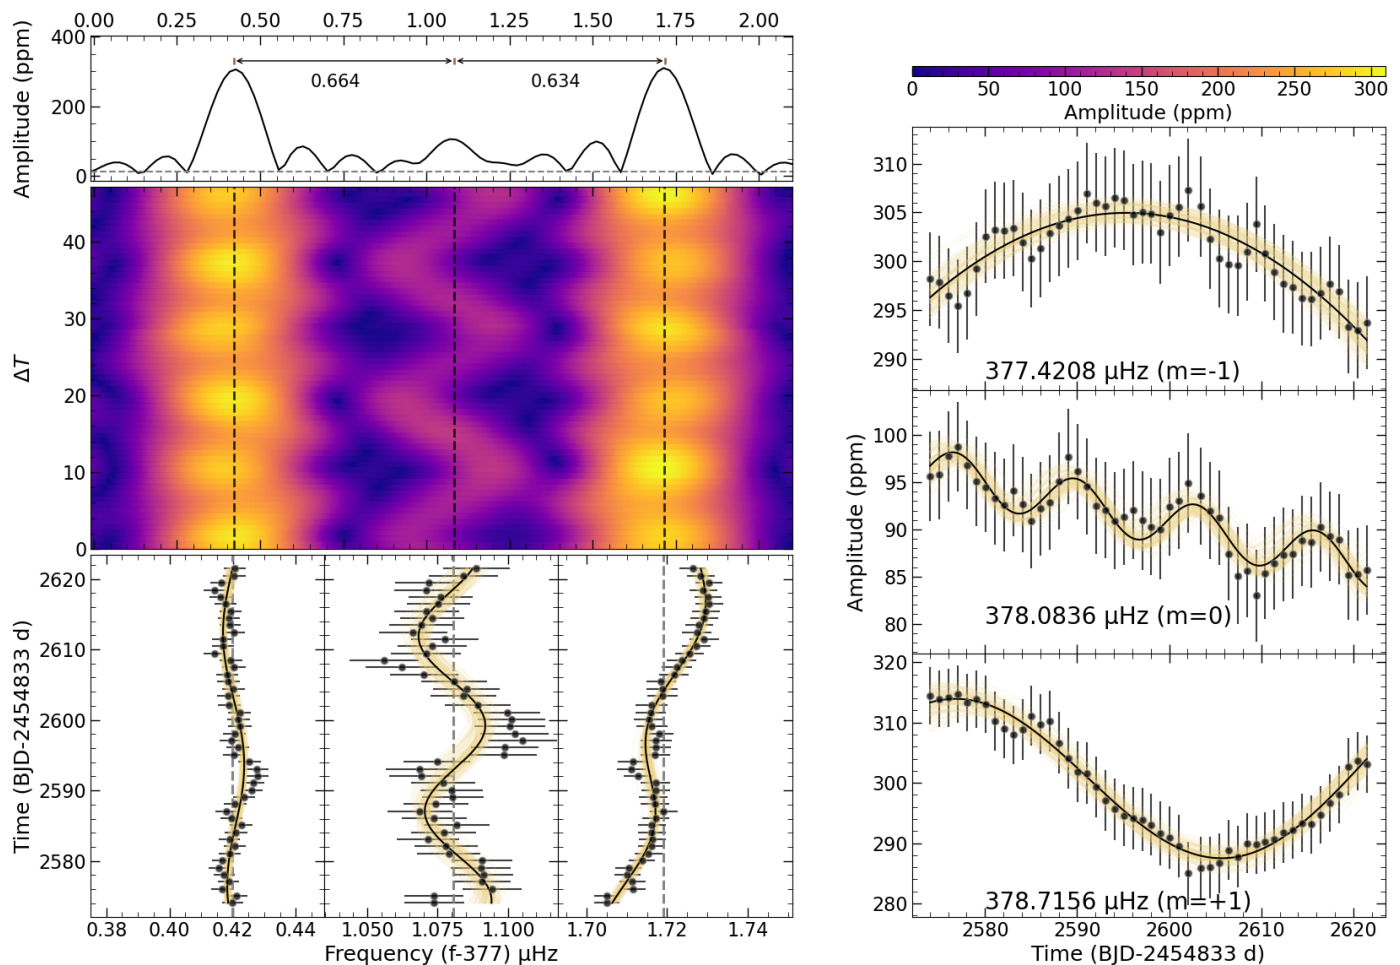 0.00 0.25 0.50 0.75 1.00 1.25 1.50 1.75 2.00
Amplitude (ppm)
400
200
0
0.664
0.634
ΔT
40
30
20
10
0
Time (BJD-2454833 d)
2620
2610
2600
2590
2580
0.38 0.40 0.42 0.44 1.050 1.075 1.100 1.70 1.72 1.74
Frequency (f-377) μHz
0 50 100 150 200 250 300
Amplitude (ppm)
310
305
300
295
290
377.4208 μHz (m=-1)
Amplitude (ppm)
100
95
90
85
80
378.0836 μHz (m=0)
320
310
300
290
280
378.7156 μHz (m=+1)
2580 2590 2600 2610 2620
Time (BJD-2454833 d)